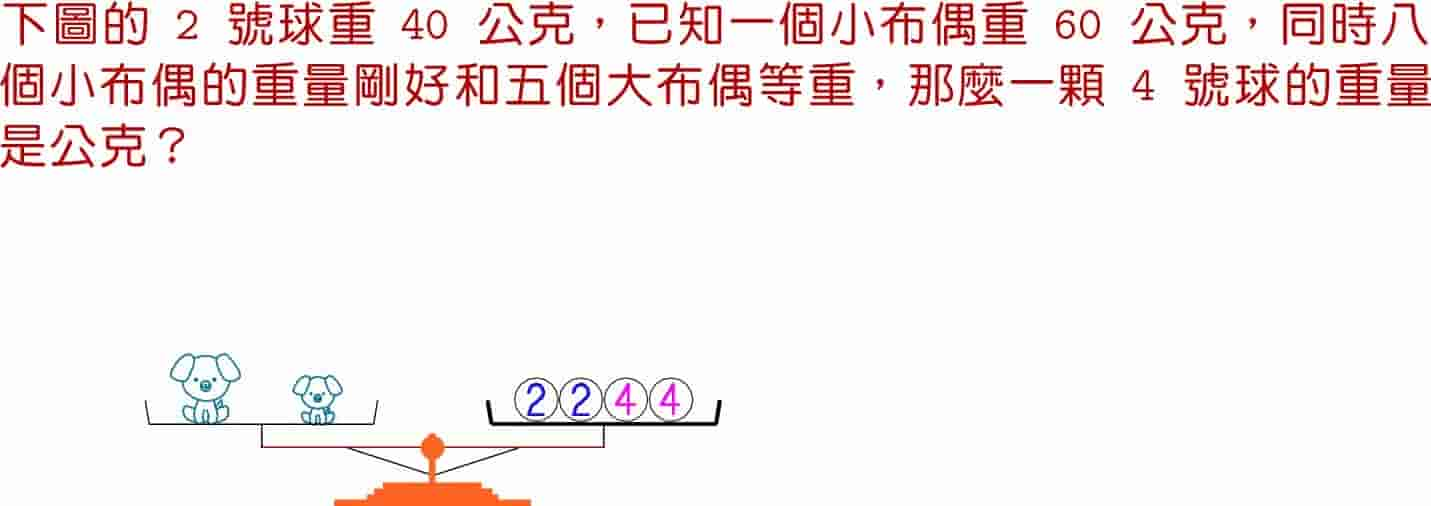 下圖的 2 號球重 40 公克，已知一個小布偶重 60 公克，同時八
個小布偶的重量剛好和五個大布偶等重，那麼一顆 4 號球的重量
是公克？
2 2 4 4